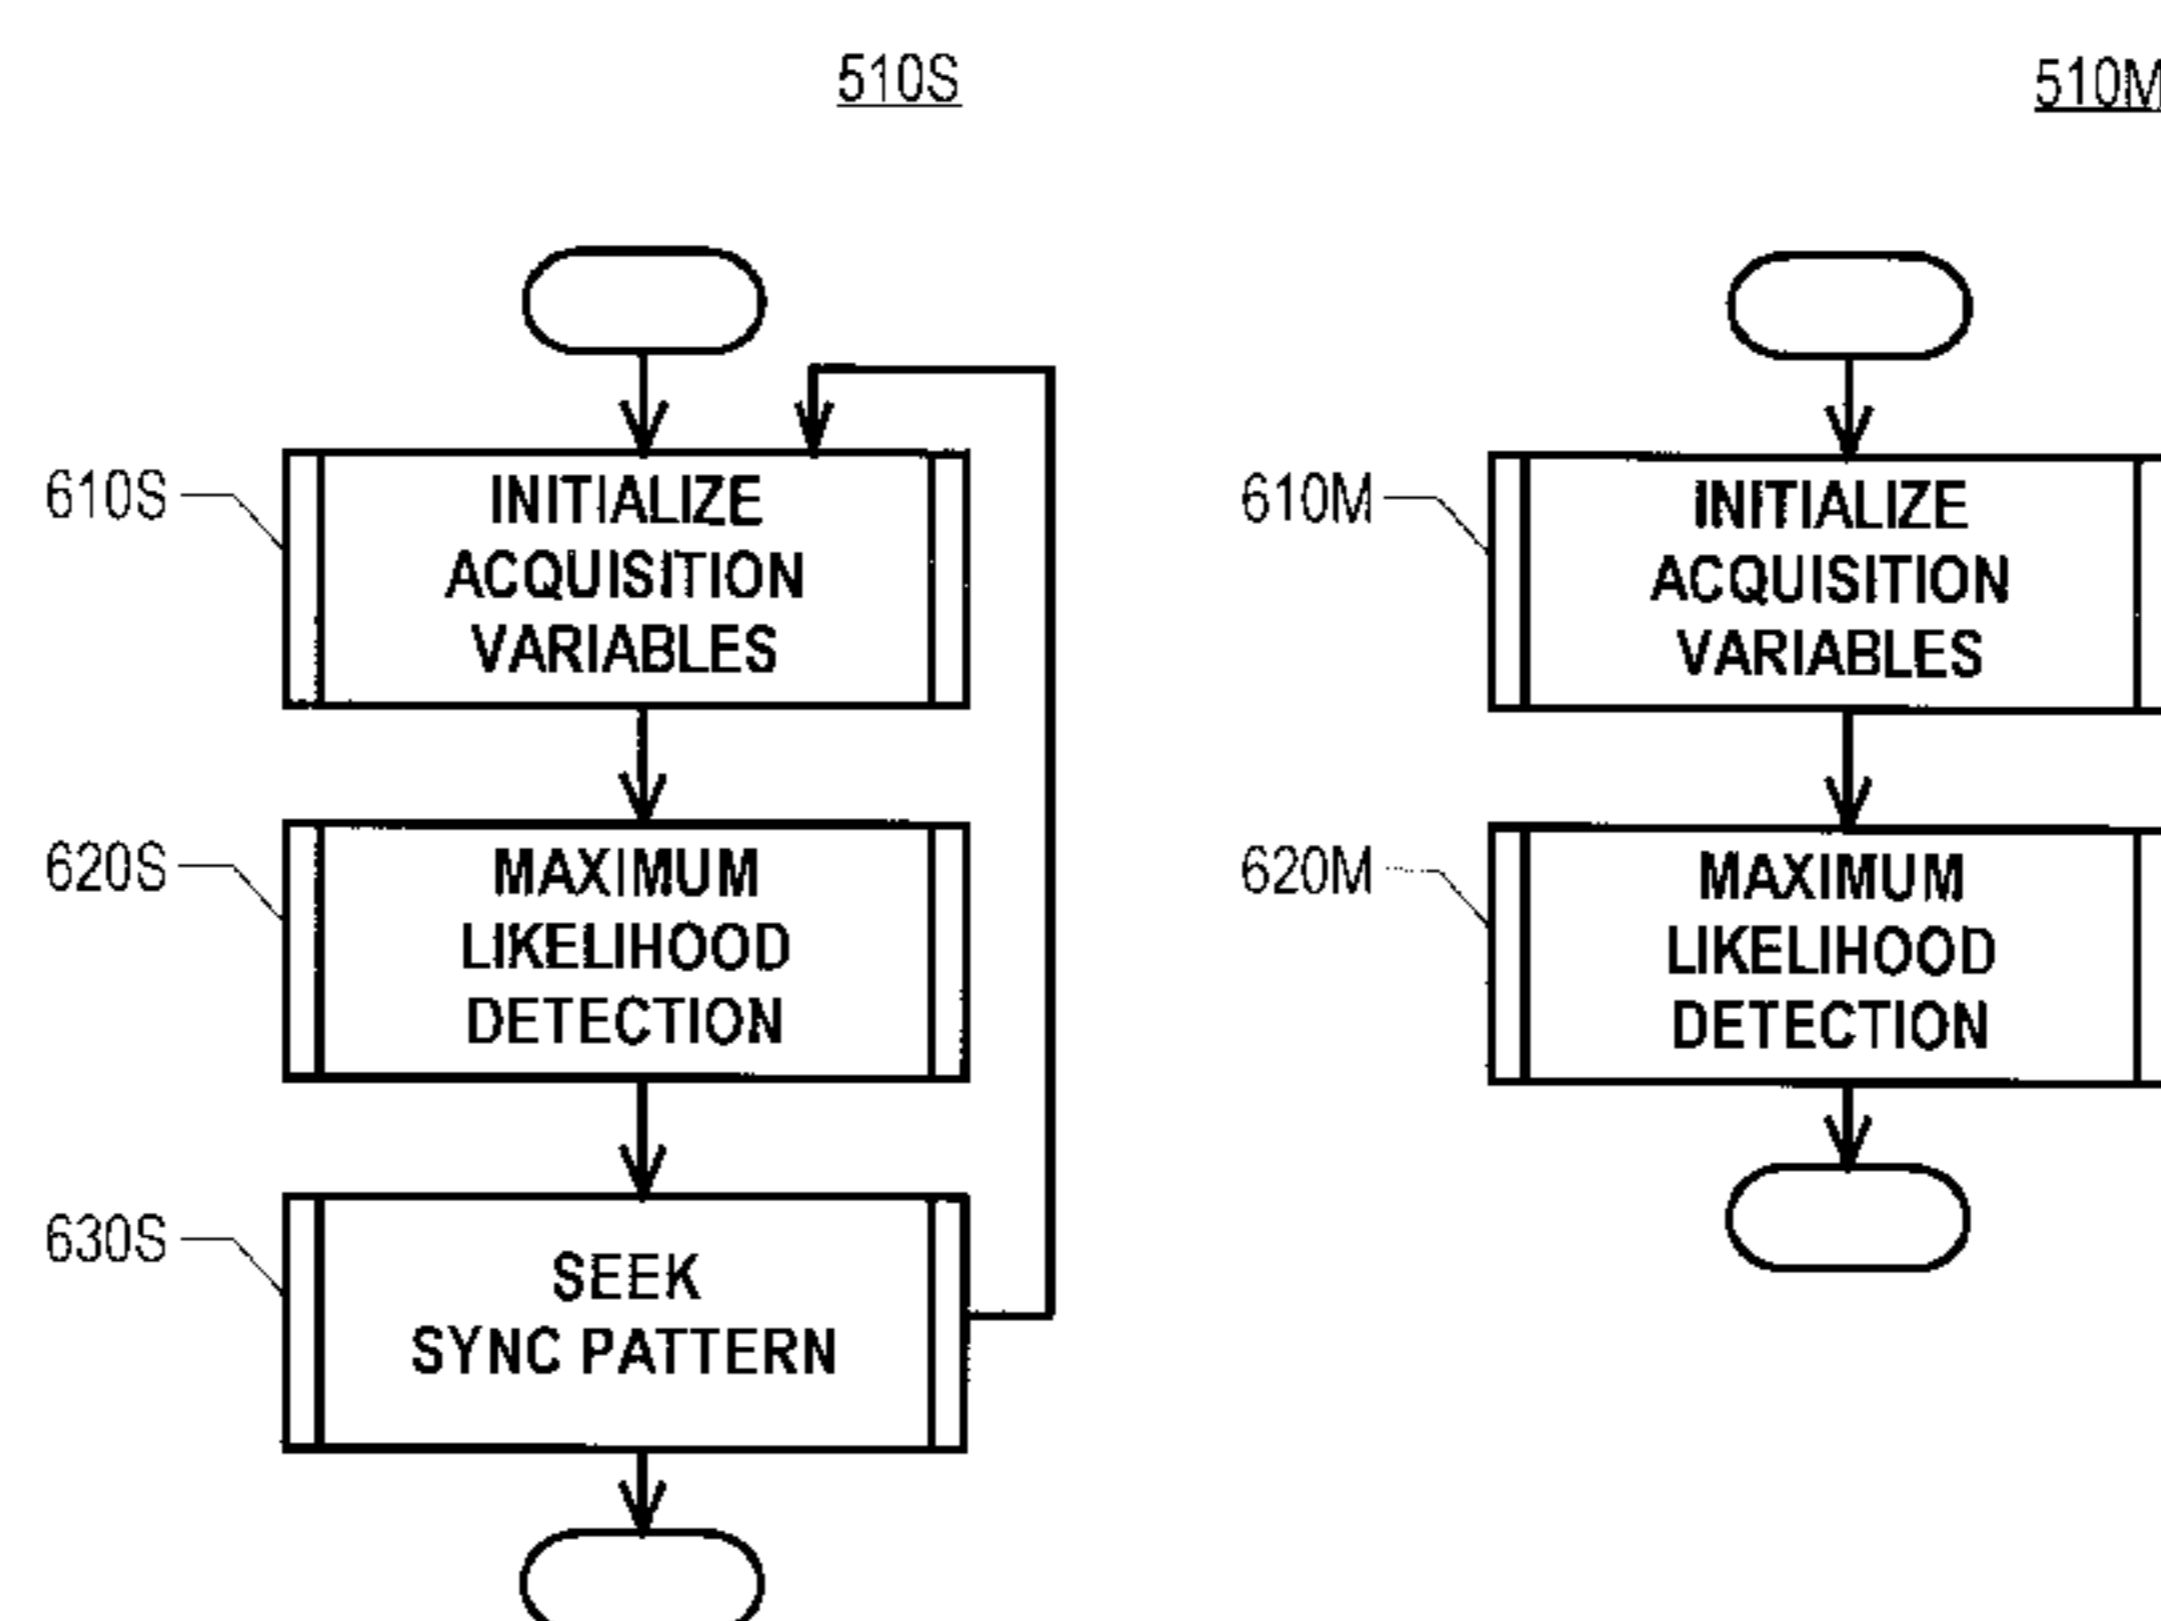 510S
610S
INITIALIZE
ACQUISITION
VARIABLES
620S
MAXIMUM
LIKELIHOOD
DETECTION
630S
SEEK
SYNC PATTERN
510M
610M
INITIALIZE
ACQUISITION
VARIABLES
620M
MAXIMUM
LIKELIHOOD
DETECTION